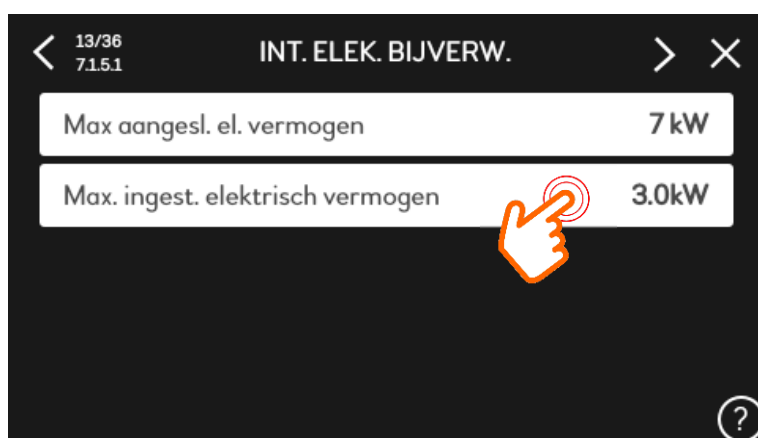 13/36
7.1.5.1
INT. ELEK. BIJVERW.
Max aangesl. el. vermogen 7 kW
Max. ingest. elektrisch vermogen 3.0kW
?